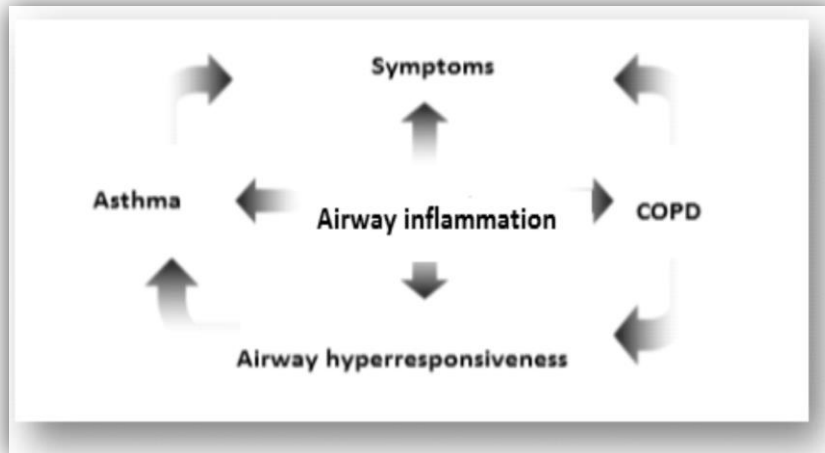 Symptoms
Asthma
Airway inflammation
COPD
Airway hyperresponsiveness